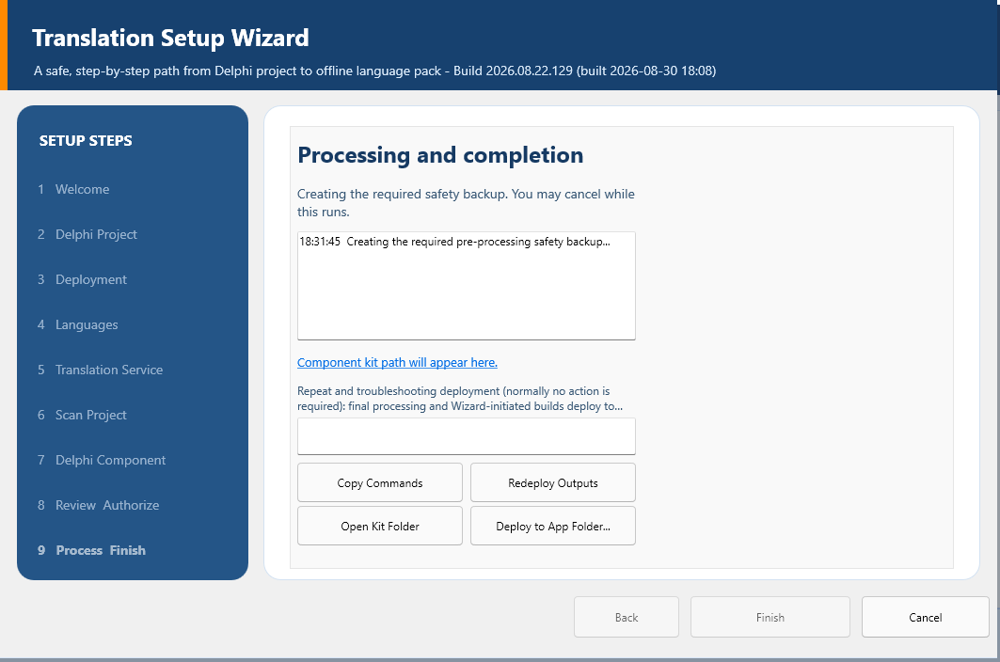 Translation Setup Wizard
A safe, step-by-step path from Delphi project to offline language pack - Build 2026.08.22.129 (built 2026-08-30 18:08)
SETUP STEPS
1 Welcome
2 Delphi Project
3 Deployment
4 Languages
5 Translation Service
6 Scan Project
7 Delphi Component
8 Review Authorize
9 Process Finish
Processing and completion
Creating the required safety backup. You may cancel while
this runs.
18:31:45 Creating the required pre-processing safety backup...
Component kit path will appear here.
Repeat and troubleshooting deployment (normally no action is
required): final processing and Wizard-initiated builds deploy to...
Copy Commands
Redeploy Outputs
Open Kit Folder
Deploy to App Folder...
Back
Finish
Cancel